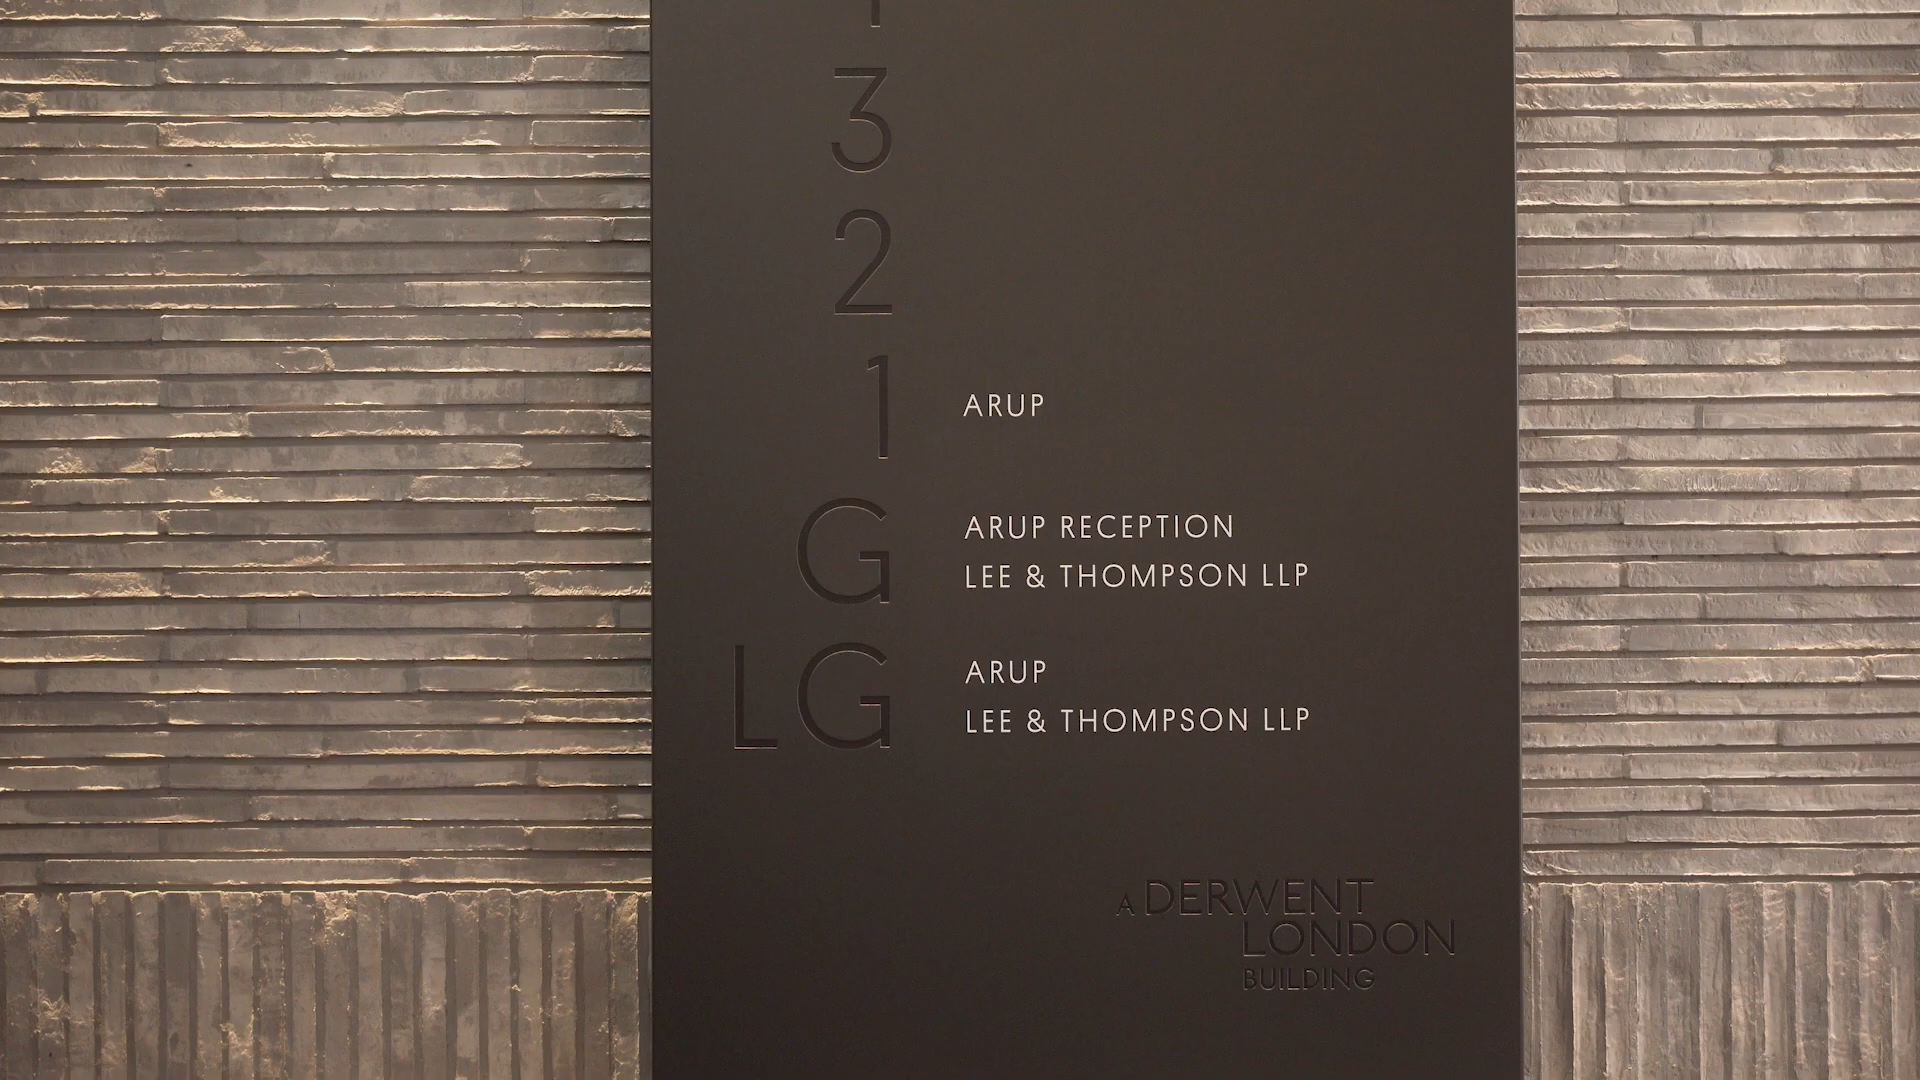 3
2
1 ARUP
G ARUP RECEPTION
LEE & THOMPSON LLP
LG ARUP
LEE & THOMPSON LLP
A DERWENT
LONDON
BUILDING